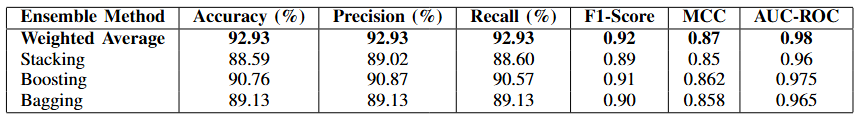 Ensemble Method Accuracy (%) Precision (%) Recall (%) F1-Score MCC AUC-ROC
Weighted Average 92.93 92.93 92.93 0.92 0.87 0.98
Stacking 88.59 89.02 88.60 0.89 0.85 0.96
Boosting 90.76 90.87 90.57 0.91 0.862 0.975
Bagging 89.13 89.13 89.13 0.90 0.858 0.965